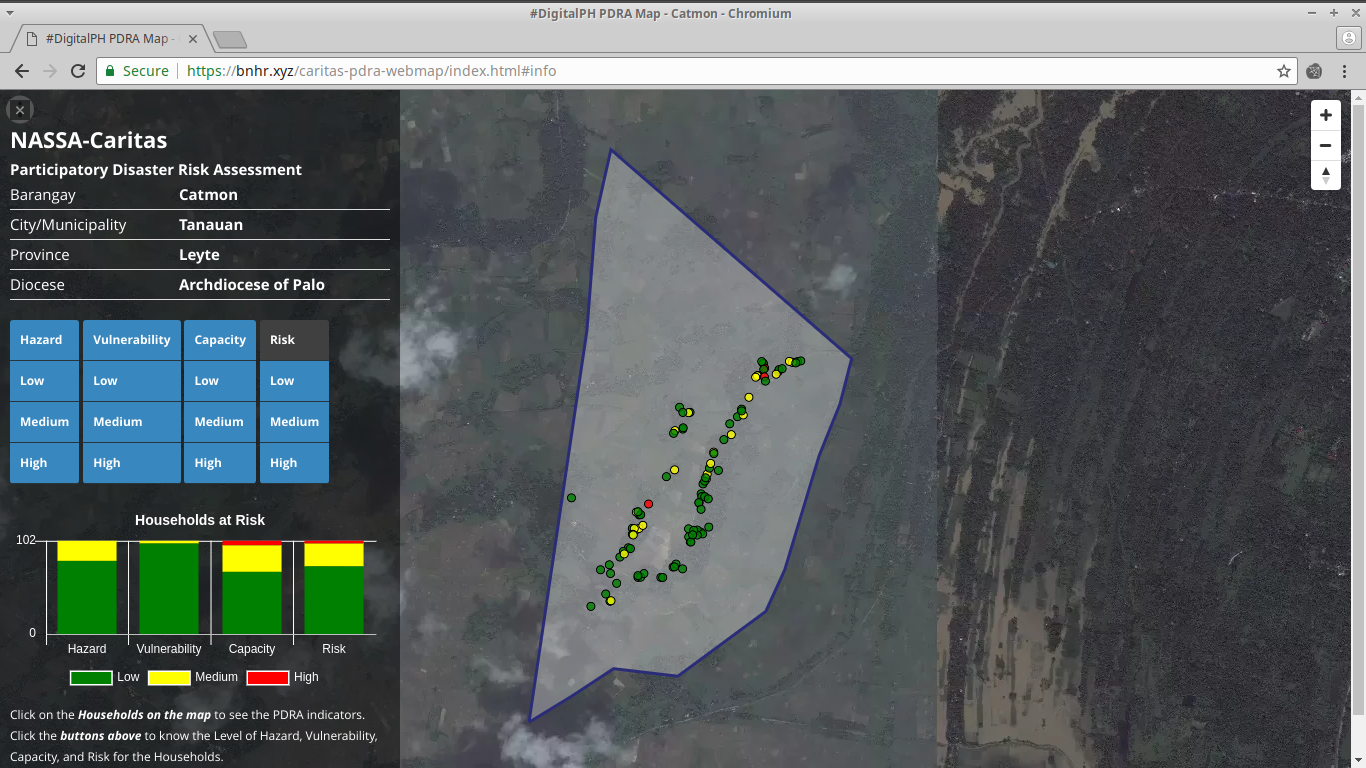 #DigitalPH PDRA Map - Catmon - Chromium
#DigitalPH PDRA Map -
Secure
https://bnhr.xyz/caritas-pdra-webmap/index.html#info
NASSA-Caritas
Participatory Disaster Risk Assessment
Barangay Catmon
City/Municipality Tanauan
Province Leyte
Diocese Archdiocese of Palo
Hazard Vulnerability Capacity Risk
Low Low Low Low
Medium Medium Medium Medium
High High High High
Households at Risk
102
0
Hazard Vulnerability Capacity Risk
Low Medium High
Click on the Households on the map to see the PDRA indicators.
Click the buttons above to know the Level of Hazard, Vulnerability,
Capacity, and Risk for the Households.